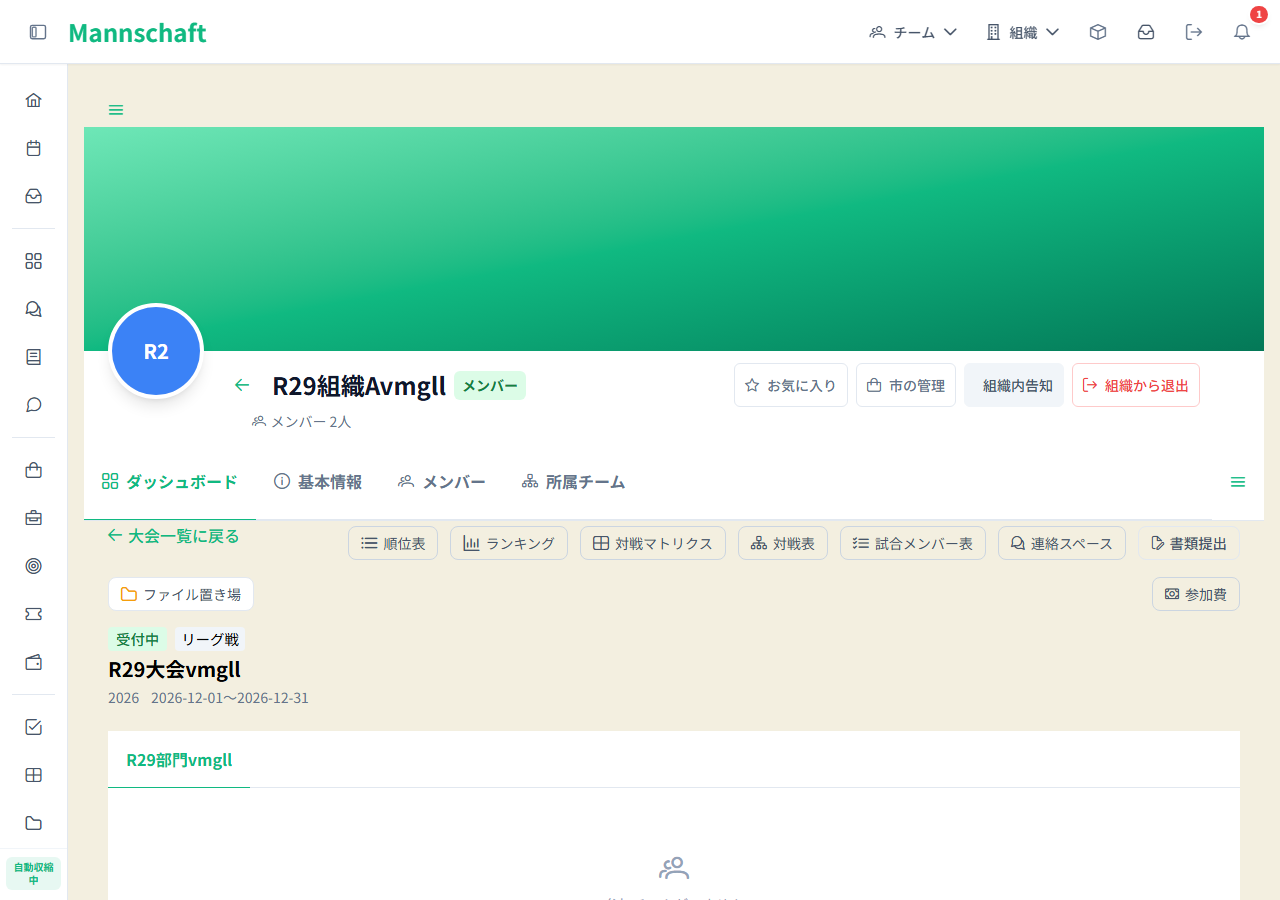 Mannschaft
チーム
組織
1
R2
R29組織Avmgll
メンバー
お気に入り
市の管理
組織内告知
組織から退出
メンバー 2人
ダッシュボード
基本情報
メンバー
所属チーム
大会一覧に戻る
順位表
ランキング
対戦マトリクス
対戦表
試合メンバー表
連絡スペース
書類提出
ファイル置き場
参加費
受付中
リーグ戦
R29大会vmgll
2026 2026-12-01〜2026-12-31
R29部門vmgll
自動収縮
中